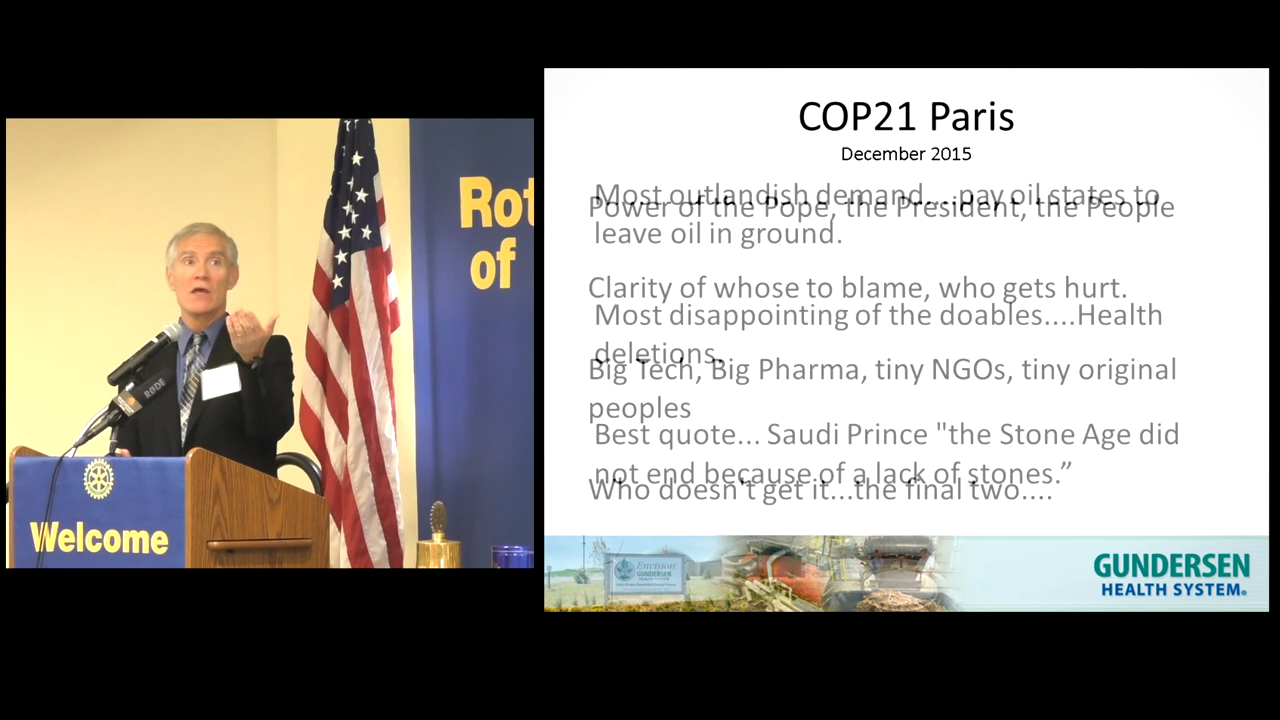 Rot
of
RODE
Welcome
COP21 Paris
December 2015
Most outlandish demand....pay oil states to
leave oil in ground.
Power of the Pope, the President, the People
Clarity of whose to blame, who gets hurt.
Most disappointing of the doables....Health
deletions.
Big Tech, Big Pharma, tiny NGOs, tiny original
peoples
Best quote... Saudi Prince "the Stone Age did
not end because of a lack of stones.”
Who doesn't get it...the final two....
Envision
GUNDERSEN
HEALTH SYSTEM
GUNDERSEN
HEALTH SYSTEM®